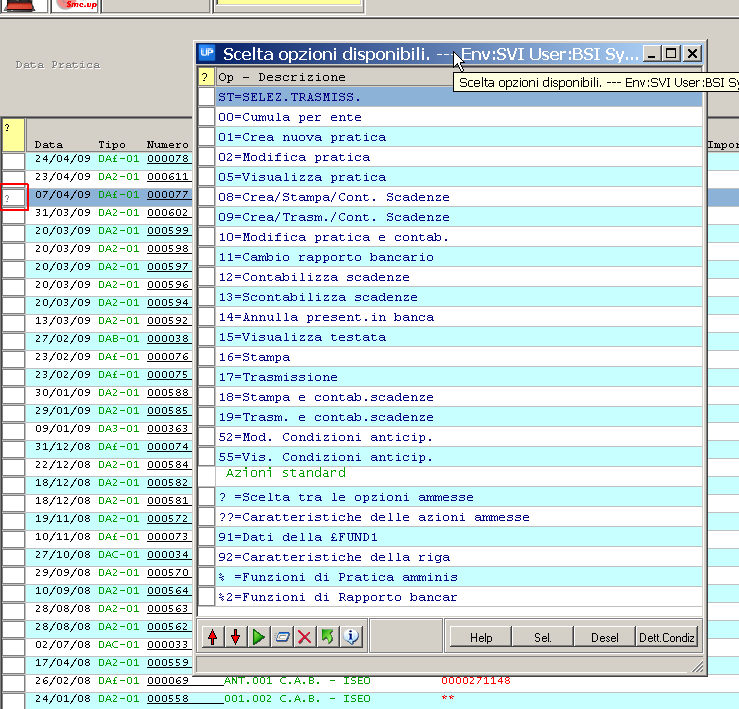 Sme.up
Data Pratica
UP Scelta opzioni disponibili. --- Env:SVI User:BSI Sy...
Scelta opzioni disponibili. --- Env:SVI User:BSI Sy
? Op - Descrizione
ST=SELEZ.TRASMISS.
00=Cumula per ente
01=Crea nuova pratica
02=Modifica pratica
05=Visualizza pratica
08=Crea/Stampa/Cont. Scadenze
09=Crea/Trasm./Cont. Scadenze
10=Modifica pratica e contab.
11=Cambio rapporto bancario
12=Contabilizza scadenze
13=Scontabilizza scadenze
14=Annulla present.in banca
15=Visualizza testata
16=Stampa
17=Trasmissione
18=Stampa e contab.scadenze
19=Trasm. e contab.scadenze
52=Mod. Condizioni anticip.
55=Vis. Condizioni anticip.
Azioni standard
? =Scelta tra le opzioni ammesse
??=Caratteristiche delle azioni ammesse
91=Dati della £FUND1
92=Caratteristiche della riga
% =Funzioni di Pratica amminis
%2=Funzioni di Rapporto bancar
Help Sel. Desel Dett.Condiz
?
Data Tipo Numero Impor
24/04/09 DAf-01 000078
23/04/09 DA2-01 000611
? 07/04/09 DAf-01 000077
31/03/09 DA2-01 000602
20/03/09 DA2-01 000599
20/03/09 DA2-01 000598
20/03/09 DA2-01 000597
20/03/09 DA2-01 000596
20/03/09 DA2-01 000594
13/03/09 DA2-01 000592
27/02/09 DAB-01 000038
23/02/09 DAf-01 000076
23/02/09 DAf-01 000075
30/01/09 DA2-01 000588
29/01/09 DA2-01 000585
09/01/09 DA3-01 000363
31/12/08 DAf-01 000074
22/12/08 DA2-01 000584
18/12/08 DA2-01 000582
18/12/08 DA2-01 000581
19/11/08 DA2-01 000572
10/11/08 DAf-01 000073
27/10/08 DAC-01 000034
29/09/08 DA2-01 000570
10/09/08 DA2-01 000564
28/08/08 DA2-01 000563
28/08/08 DA2-01 000562
02/07/08 DAC-01 000033
17/04/08 DA2-01 000559
26/02/08 DAf-01 000069 ANT.001 C.A.B. - ISEO 0000271148
24/01/08 DA2-01 000558 001.002 C.A.B. - ISEO **